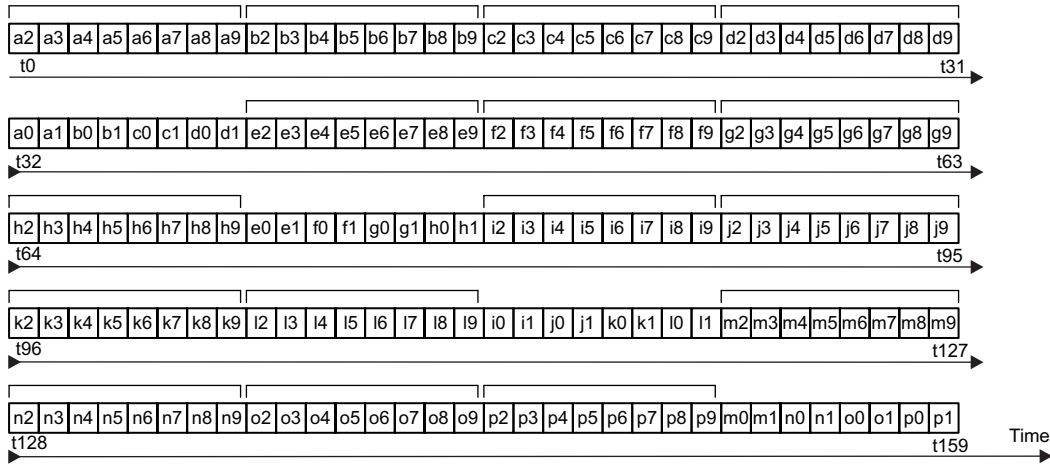 a2 a3 a4 a5 a6 a7 a8 a9 b2 b3 b4 b5 b6 b7 b8 b9 c2 c3 c4 c5 c6 c7 c8 c9 d2 d3 d4 d5 d6 d7 d8 d9
t0 t31
a0 a1 b0 b1 c0 c1 d0 d1 e2 e3 e4 e5 e6 e7 e8 e9 f2 f3 f4 f5 f6 f7 f8 f9 g2 g3 g4 g5 g6 g7 g8 g9
t32 t63
h2 h3 h4 h5 h6 h7 h8 h9 e0 e1 f0 f1 g0 g1 h0 h1 i2 i3 i4 i5 i6 i7 i8 i9 j2 j3 j4 j5 j6 j7 j8 j9
t64 t95
k2 k3 k4 k5 k6 k7 k8 k9 l2 l3 l4 l5 l6 l7 l8 l9 i0 i1 j0 j1 k0 k1 l0 l1 m2 m3 m4 m5 m6 m7 m8 m9
t96 t127
n2 n3 n4 n5 n6 n7 n8 n9 o2 o3 o4 o5 o6 o7 o8 o9 p2 p3 p4 p5 p6 p7 p8 p9 m0 m1 n0 n1 o0 o1 p0 p1
t128 t159 Time